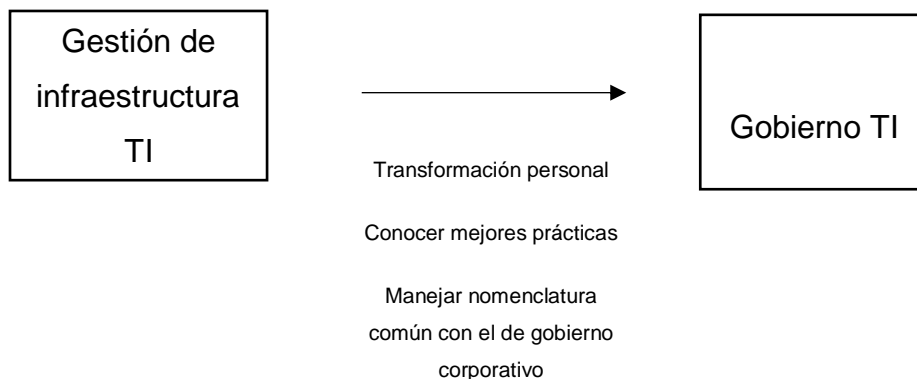 Gestión de
infraestructura
TI
Transformación personal
Conocer mejores prácticas
Manejar nomenclatura
común con el de gobierno
corporativo
Gobierno TI